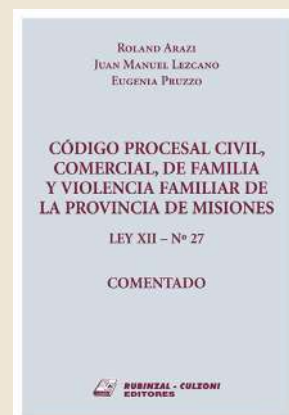 Roland Arazi
Juan Manuel Lezcano
Eugenia Pruzzo
CÓDIGO PROCESAL CIVIL,
COMERCIAL, DE FAMILIA
Y VIOLENCIA FAMILIAR DE
LA PROVINCIA DE MISIONES
LEY XII – Nº 27
COMENTADO
RUBINZAL - CULZONI
EDITORES